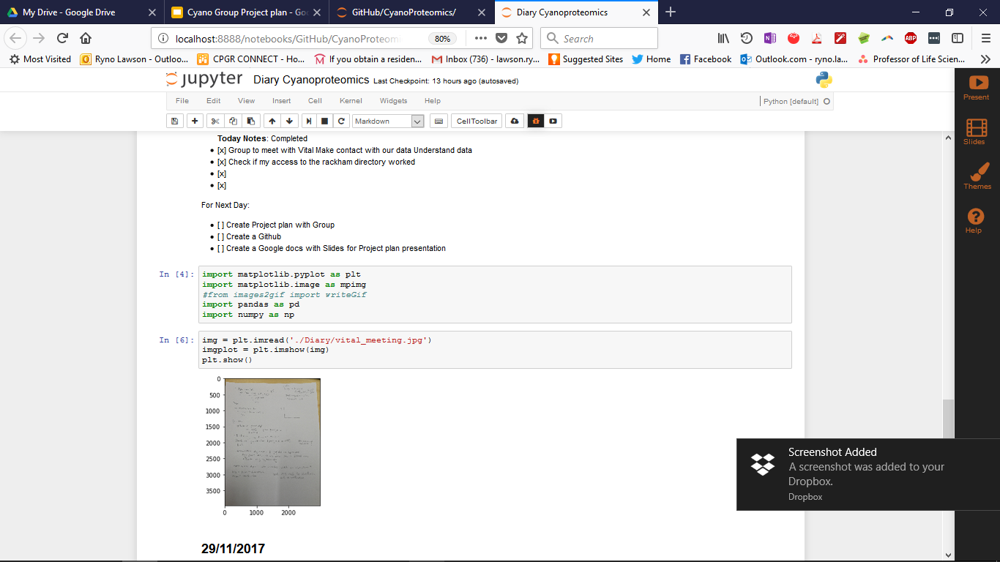 My Drive - Google Drive
Cyano Group Project plan - Goo
GitHub/CyanoProteomics/
Diary Cyanoproteomics
localhost:8888/notebooks/GitHub/CyanoProteom
80%
Search
Most Visited
Ryno Lawson - Outloo...
CPGR CONNECT - Ho...
If you obtain a residen...
Inbox (736) - lawson.ry...
Suggested Sites
Home
Facebook
Outlook.com - ryno.la...
Professor of Life Scien...
jupyter
Diary Cyanoproteomics Last Checkpoint: 13 hours ago (autosaved)
File Edit View Insert Cell Kernel Widgets Help
Python [default]
Markdown
CellToolbar
Present
Slides
Themes
Help
Today Notes: Completed
[x] Group to meet with Vital Make contact with our data Understand data
[x] Check if my access to the rackham directory worked
[x]
[x]
For Next Day:
[ ] Create Project plan with Group
[ ] Create a Github
[ ] Create a Google docs with Slides for Project plan presentation
In [4]:
import matplotlib.pyplot as plt
import matplotlib.image as mpimg
#from images2gif import writeGif
import pandas as pd
import numpy as np
In [6]:
img = plt.imread('./Diary/vital_meeting.jpg')
imgplot = plt.imshow(img)
plt.show()
0
500
1000
1500
2000
2500
3000
3500
0 1000 2000
29/11/2017
Screenshot Added
A screenshot was added to your
Dropbox.
Dropbox